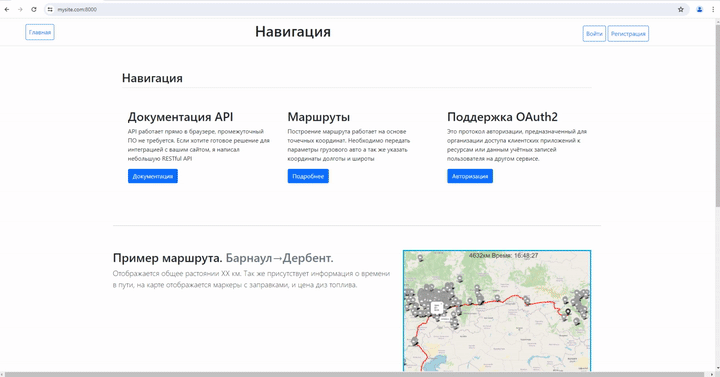 mysite.com:8000
Главная
Навигация
Войти
Регистрация
Навигация
Документация API
API работает прямо в браузере, промежуточный
ПО не требуется. Если хотите готовое решение для
интеграцией с вашим сайтом, я написал
небольшую RESTful API
Документация
Маршруты
Построение маршрута работает на основе
точечных координат. Необходимо передать
параметры грузового авто а так же указать
координаты долготы и широты
Подробнее
Поддержка OAuth2
Это протокол авторизации, предназначенный для
организации доступа клиентских приложений к
ресурсам или данным учётных записей
пользователя на другом сервисе.
Авторизация
Пример маршрута. Барнаул→Дербент.
Отображается общее растоянии XX км. Так же присутствует информация о времени
в пути, на карте отображается маркеры с заправками, и цена диз топлива.
4632км Время: 16:48:27